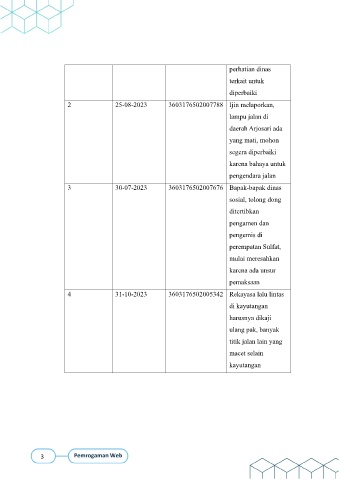 perhatian dinas
terkait untuk
diperbaiki
2 25-08-2023 3603176502007788 Ijin melaporkan,
lampu jalan di
daerah Arjosari ada
yang mati, mohon
segera diperbaiki
karena bahaya untuk
pengendara jalan
3 30-07-2023 3603176502007676 Bapak-bapak dinas
sosial, tolong dong
ditertibkan
pengamen dan
pengemis di
perempatan Sulfat,
mulai meresahkan
karena ada unsur
pemaksaan
4 31-10-2023 3603176502005342 Rekayasa lalu lintas
di kayutangan
harusnya dikaji
ulang pak, banyak
titik jalan lain yang
macet selain
kayutangan
3 Pemrogaman Web